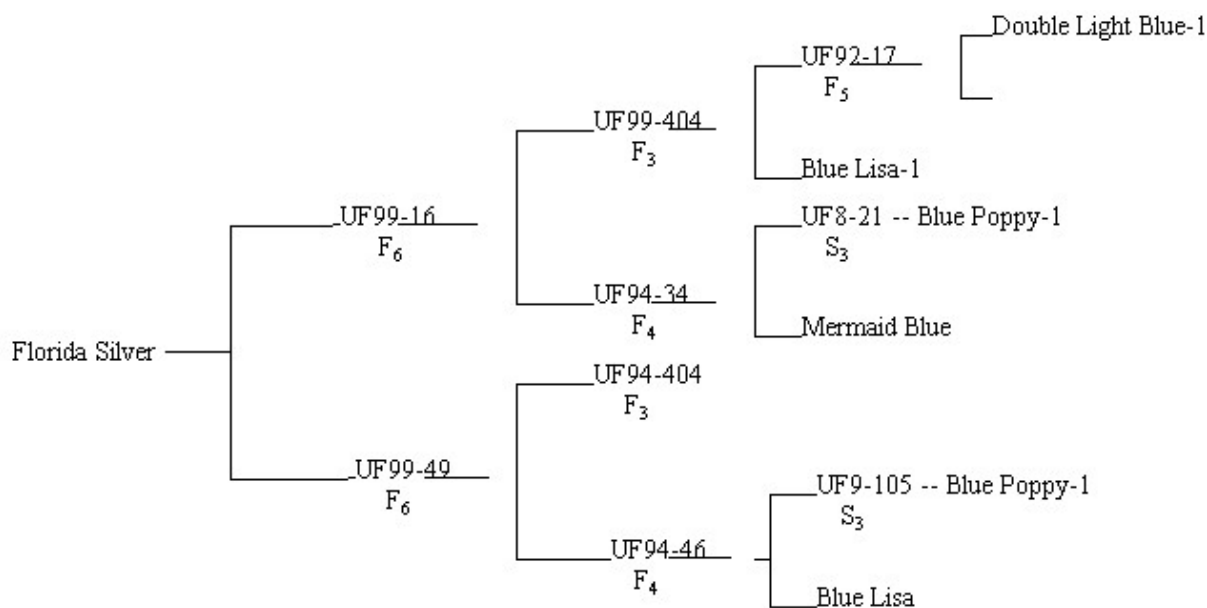 Double Light Blue-1
UF92-17
F5
UF99-404
F3
Blue Lisa-1
UF99-16
F6
UF8-21 -- Blue Poppy-1
S3
UF94-34
F4
Mermaid Blue
Florida Silver
UF94-404
F3
UF99-49
F6
UF9-105 -- Blue Poppy-1
S3
UF94-46
F4
Blue Lisa